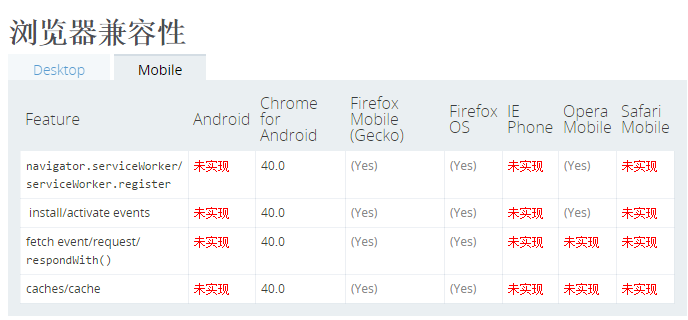 浏览器兼容性
Desktop Mobile
Feature Android Chrome for Android Firefox Mobile (Gecko) Firefox OS IE Phone Opera Mobile Safari Mobile
navigator.serviceWorker/serviceWorker.register 未实现 40.0 (Yes) (Yes) 未实现 (Yes) 未实现
install/activate events 未实现 40.0 (Yes) (Yes) 未实现 (Yes) 未实现
fetch event/request/respondWith() 未实现 40.0 (Yes) (Yes) 未实现 未实现 未实现
caches/cache 未实现 40.0 (Yes) (Yes) 未实现 未实现 未实现